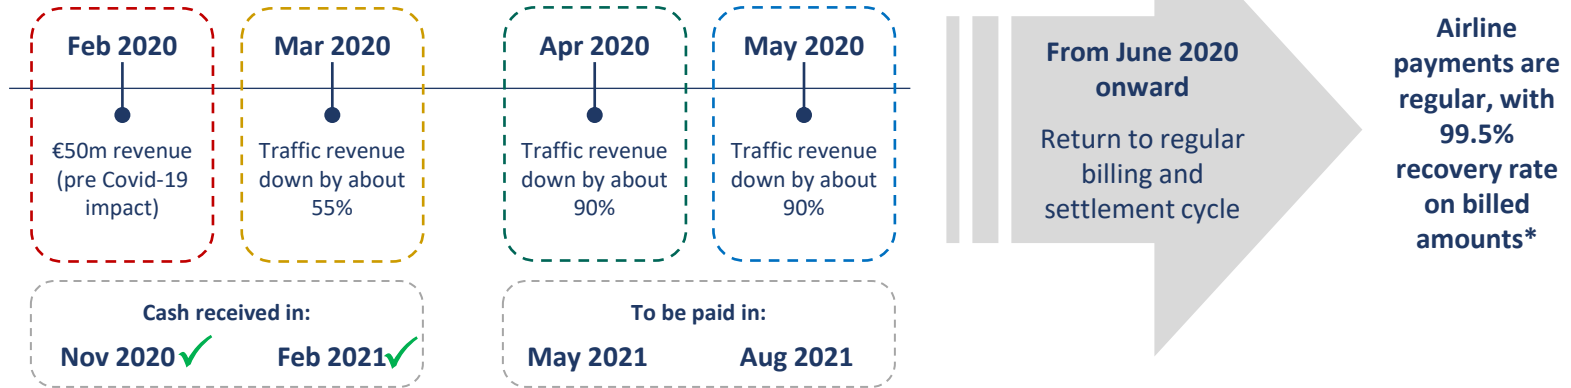 Feb 2020
€50m revenue
(pre Covid-19
impact)
Mar 2020
Traffic revenue
down by about
55%
Apr 2020
Traffic revenue
down by about
90%
May 2020
Traffic revenue
down by about
90%
Cash received in:
Nov 2020
Feb 2021
To be paid in:
May 2021
Aug 2021
From June 2020
onward
Return to regular
billing and
settlement cycle
Airline
payments are
regular, with
99.5%
recovery rate
on billed
amounts*